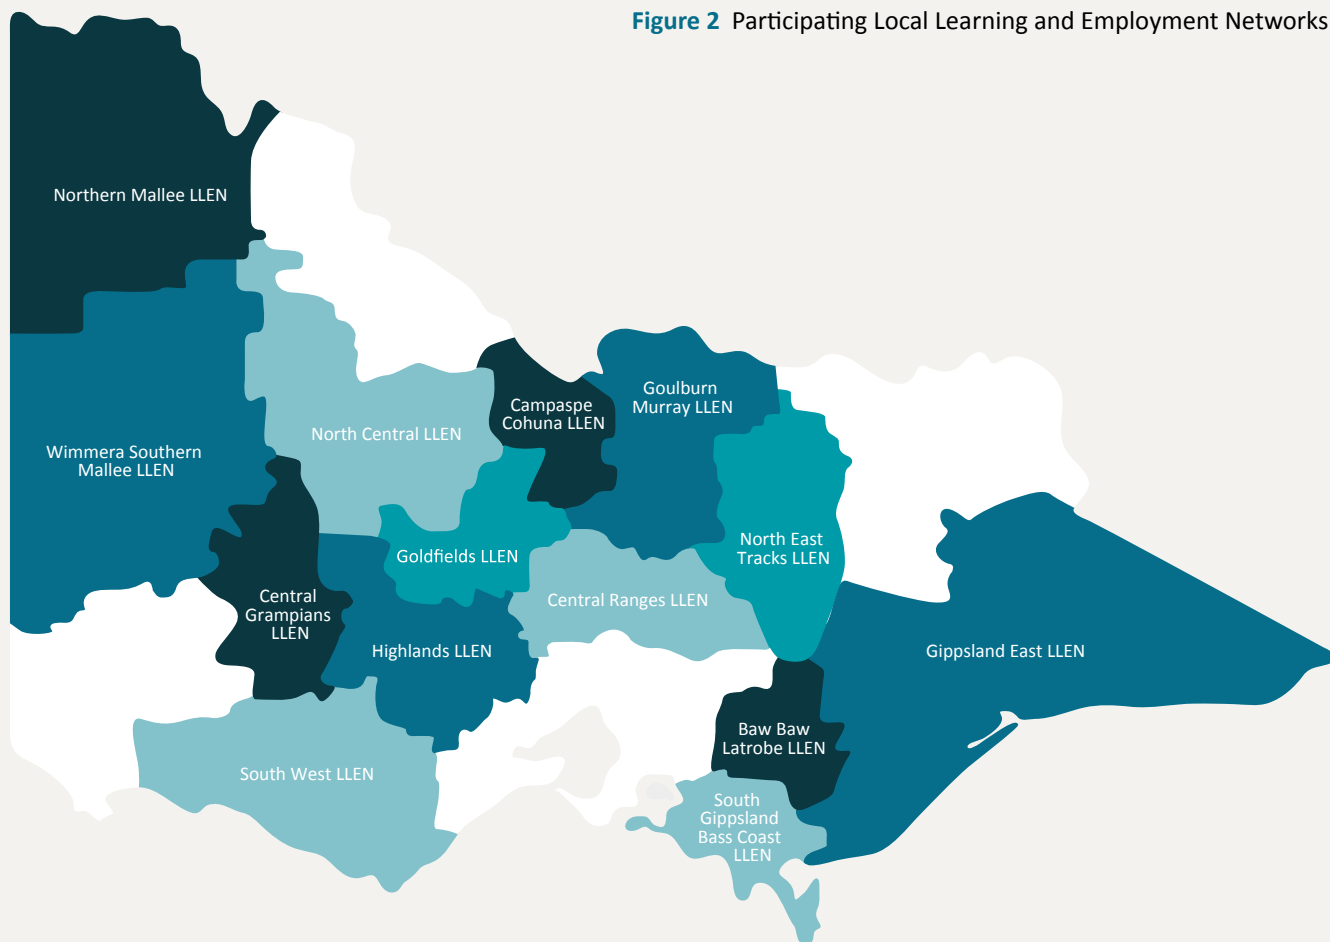 Figure 2 Participating Local Learning and Employment Networks
Northern Mallee LLEN
Goulburn
Murray LLEN
Campaspe
Cohuna LLEN
North Central LLEN
Wimmera Southern
Mallee LLEN
North East
Tracks LLEN
Goldfields LLEN
Central Ranges LLEN
Central
Grampians
LLEN
Highlands LLEN
Gippsland East LLEN
Baw Baw
Latrobe LLEN
South West LLEN
South
Gippsland
Bass Coast
LLEN